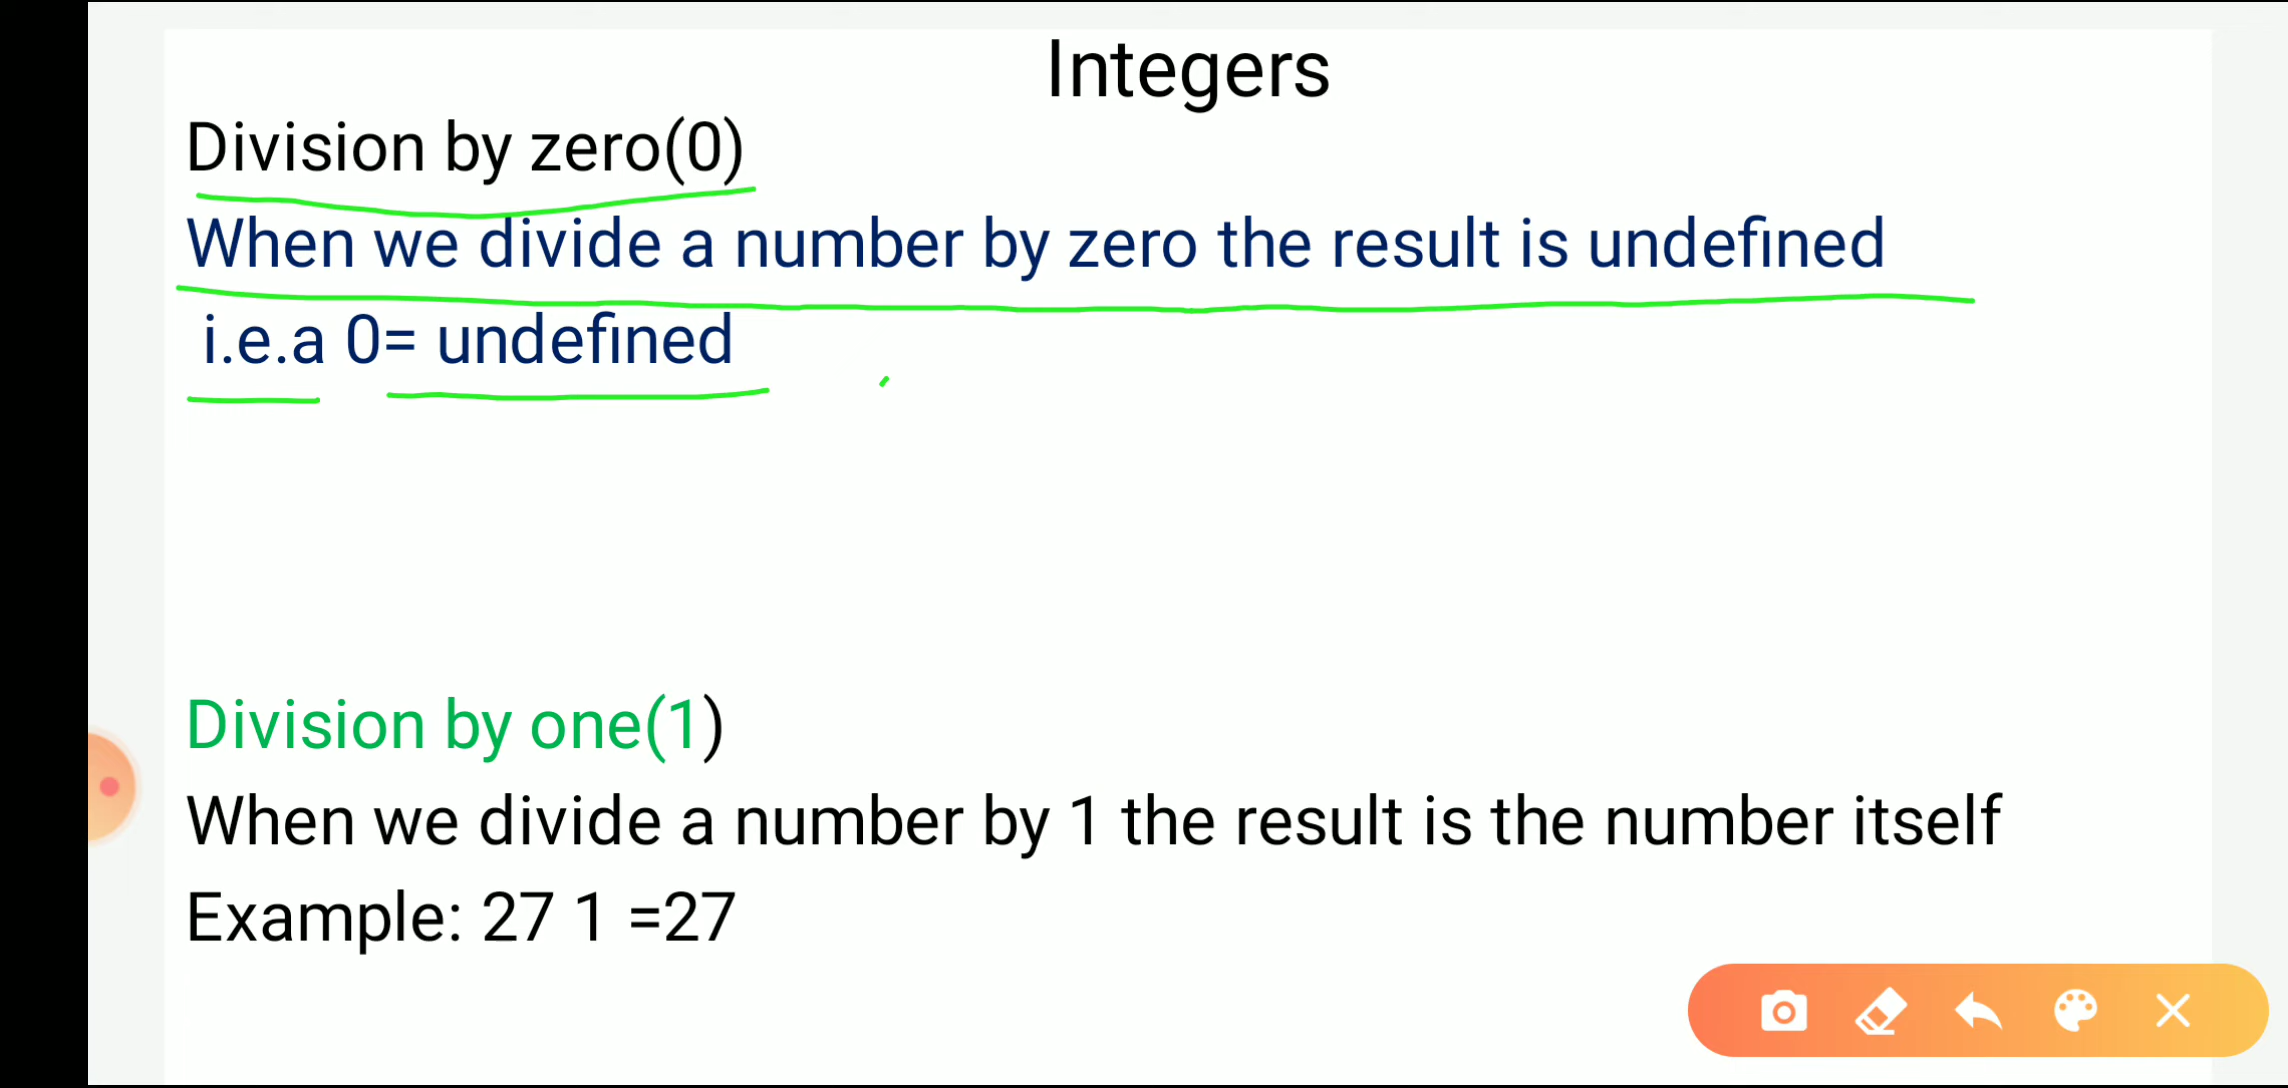 Integers
Division by zero(0)
When we divide a number by zero the result is undefined
i.e.a 0= undefined
Division by one(1)
When we divide a number by 1 the result is the number itself
Example: 27 1 =27